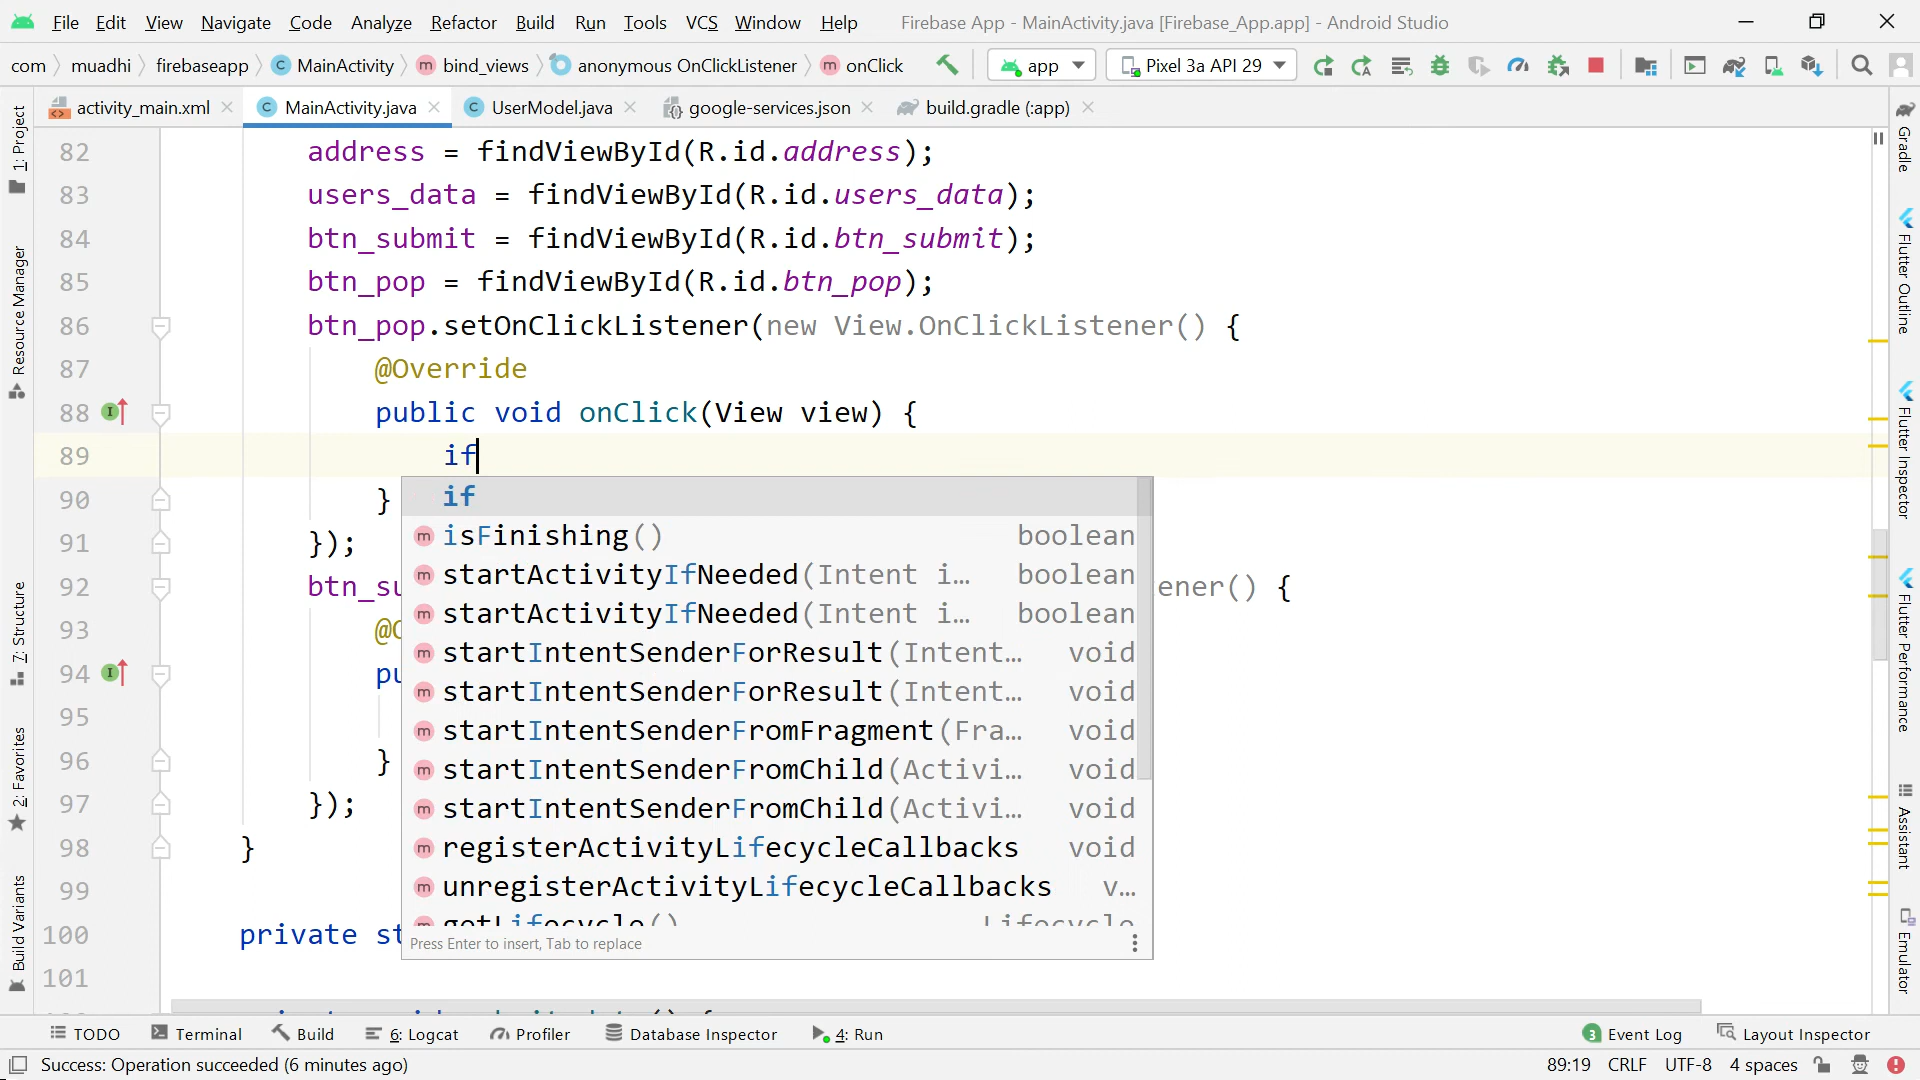 File Edit View Navigate Code Analyze Refactor Build Run Tools VCS Window Help Firebase App - MainActivity.java [Firebase_App.app] - Android Studio
com muadhi firebaseapp C MainActivity m bind_views anonymous OnClickListener m onClick app Pixel 3a API 29
activity_main.xml C MainActivity.java C UserModel.java google-services.json build.gradle (:app)
1: Project
Resource Manager
7: Structure
2: Favorites
Build Variants
82 address = findViewById(R.id.address);
83 users_data = findViewById(R.id.users_data);
84 btn_submit = findViewById(R.id.btn_submit);
85 btn_pop = findViewById(R.id.btn_pop);
86 btn_pop.setOnClickListener(new View.OnClickListener() {
87 @Override
88 public void onClick(View view) {
89 if
90 }
91 });
92 btn_su ener() {
93 @O
94 pu
95
96 }
97 });
98 }
99
100 private st
101
if
m isFinishing() boolean
m startActivityIfNeeded(Intent i… boolean
m startActivityIfNeeded(Intent i… boolean
m startIntentSenderForResult(Intent… void
m startIntentSenderForResult(Intent… void
m startIntentSenderFromFragment(Fra… void
m startIntentSenderFromChild(Activi… void
m startIntentSenderFromChild(Activi… void
m registerActivityLifecycleCallbacks void
m unregisterActivityLifecycleCallbacks v…
m getLifecycle() Lifecycle
Press Enter to insert, Tab to replace
Gradle
Flutter Outline
Flutter Inspector
Flutter Performance
Assistant
Emulator
TODO Terminal Build 6: Logcat Profiler Database Inspector 4: Run 3 Event Log Layout Inspector
Success: Operation succeeded (6 minutes ago) 89:19 CRLF UTF-8 4 spaces